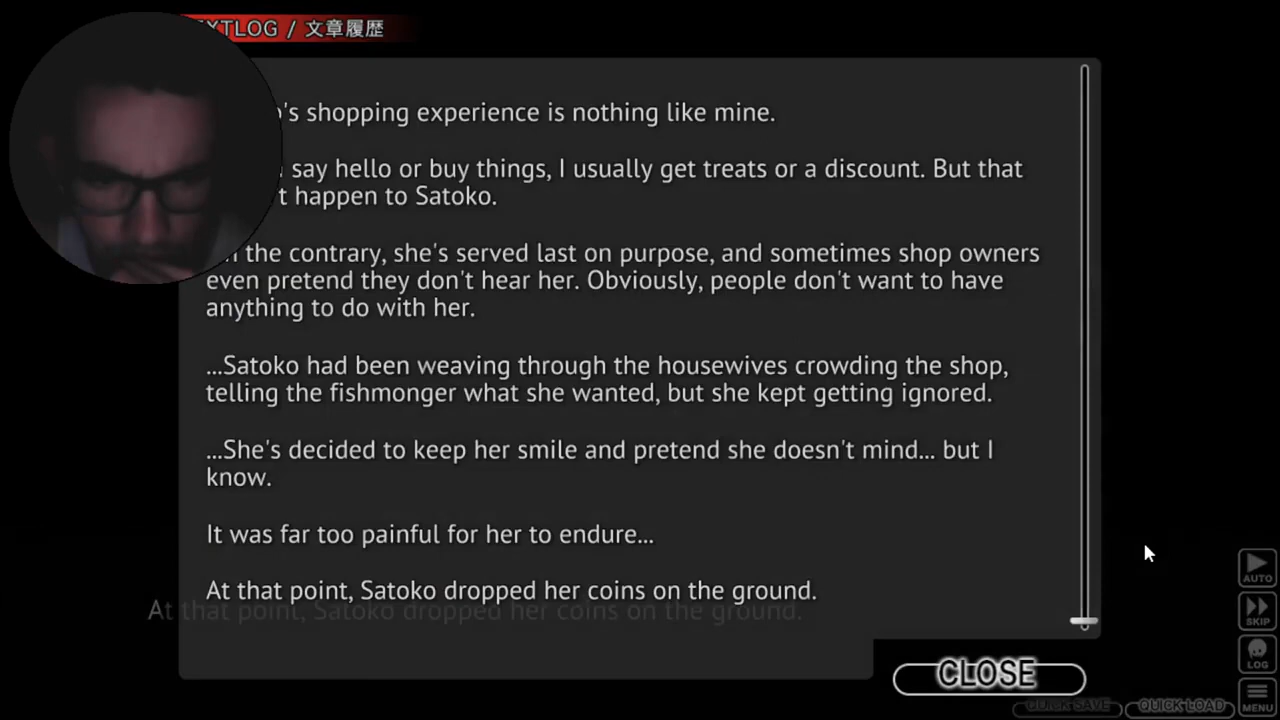 TLOG / 文章履歴
's shopping experience is nothing like mine.
say hello or buy things, I usually get treats or a discount. But that
't happen to Satoko.
the contrary, she's served last on purpose, and sometimes shop owners
even pretend they don't hear her. Obviously, people don't want to have
anything to do with her.
...Satoko had been weaving through the housewives crowding the shop,
telling the fishmonger what she wanted, but she kept getting ignored.
...She's decided to keep her smile and pretend she doesn't mind... but I
know.
It was far too painful for her to endure...
At that point, Satoko dropped her coins on the ground.
At that point, Satoko dropped her coins on the ground.
AUTO
SKIP
LOG
CLOSE
MENU
QUICK SAVE
QUICK LOAD